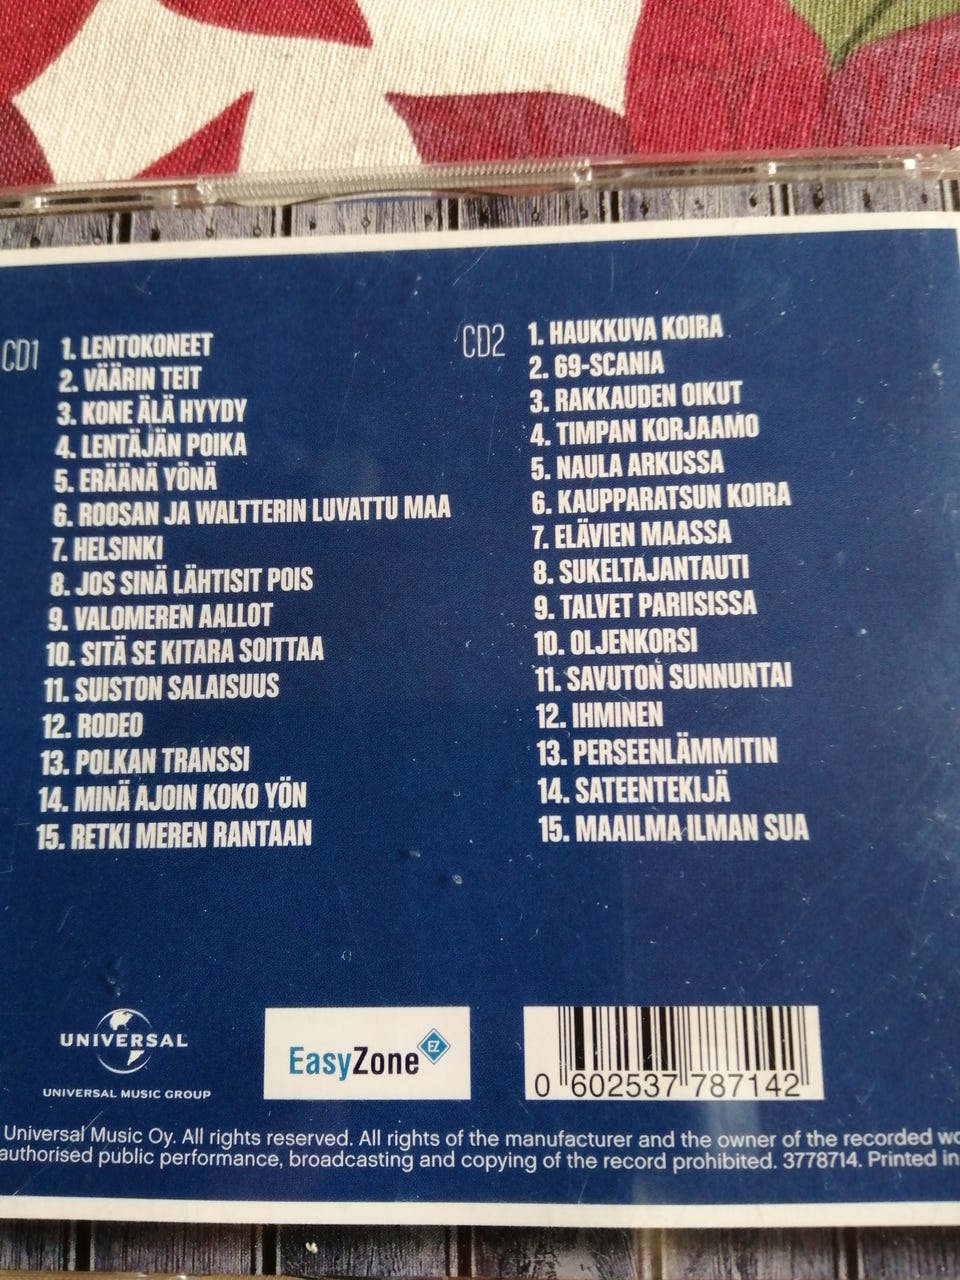 CD1
1. LENTOKONEET
2. VÄÄRIN TEIT
3. KONE ÄLÄ HYYDY
4. LENTÄJÄN POIKA
5. ERÄÄNÄ YÖNÄ
6. ROOSAN JA WALTTERIN LUVATTU MAA
7. HELSINKI
8. JOS SINÄ LÄHTISIT POIS
9. VALOMEREN AALLOT
10. SITÄ SE KITARA SOITTAA
11. SUISTON SALAISUUS
12. RODEO
13. POLKAN TRANSSI
14. MINÄ AJOIN KOKO YÖN
15. RETKI MEREN RANTAAN
CD2
1. HAUKKUVA KOIRA
2. 69-SCANIA
3. RAKKAUDEN OIKUT
4. TIMPAN KORJAAMO
5. NAULA ARKUSSA
6. KAUPPARATSUN KOIRA
7. ELÄVIEN MAASSA
8. SUKELTAJANTAUTI
9. TALVET PARIISISSA
10. OLJENKORSI
11. SAVUTON SUNNUNTAI
12. IHMINEN
13. PERSEENLÄMMITIN
14. SATEENTEKIJÄ
15. MAAILMA ILMAN SUA
UNIVERSAL
UNIVERSAL MUSIC GROUP
EasyZone EZ
0 602537 787142
Universal Music Oy. All rights reserved. All rights of the manufacturer and the owner of the recorded
authorised public performance, broadcasting and copying of the record prohibited. 3778714. Printed in